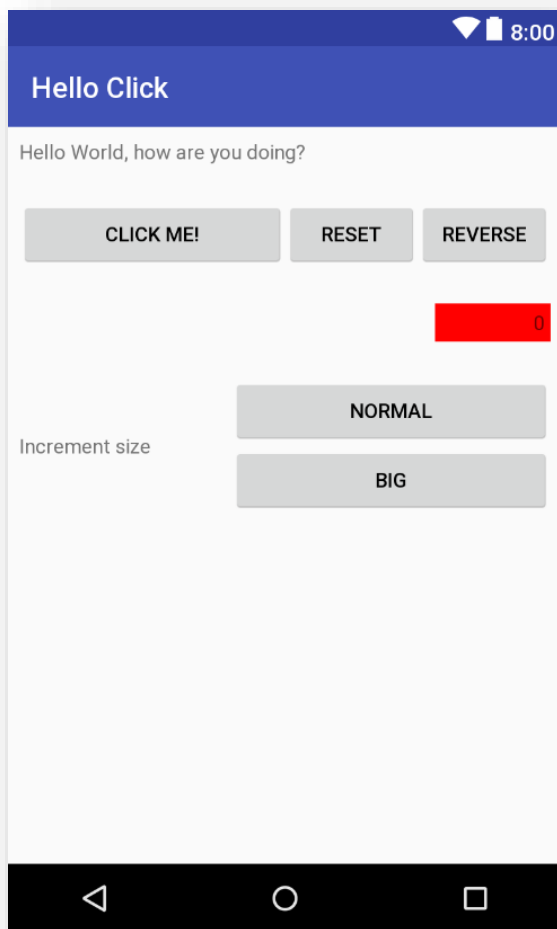 8:00
Hello Click
Hello World, how are you doing?
CLICK ME! RESET REVERSE
0
NORMAL
Increment size
BIG